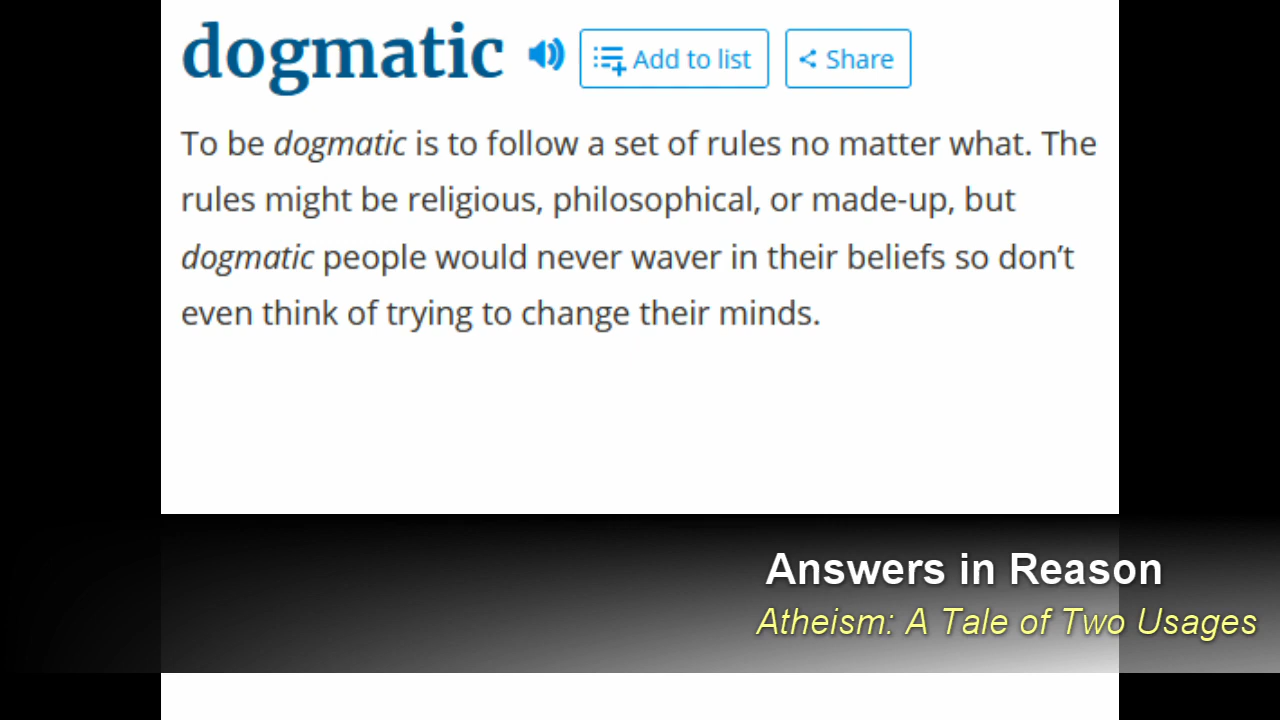 dogmatic Add to list Share
To be dogmatic is to follow a set of rules no matter what. The
rules might be religious, philosophical, or made-up, but
dogmatic people would never waver in their beliefs so don’t
even think of trying to change their minds.
Answers in Reason
Atheism: A Tale of Two Usages